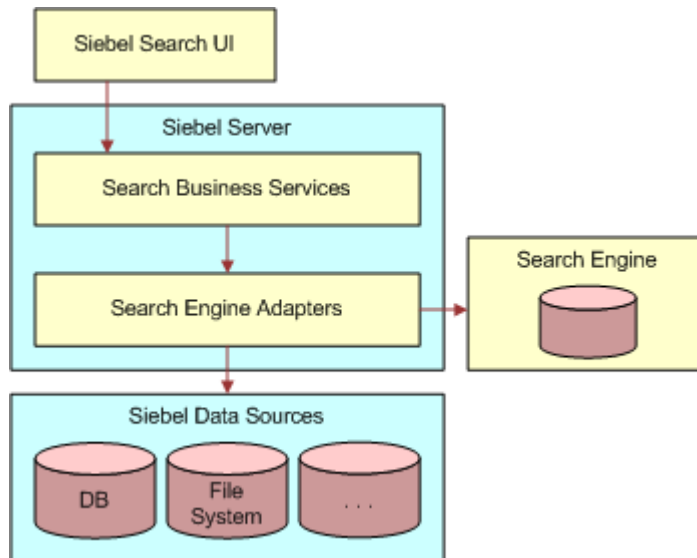 Siebel Search UI
Siebel Server
Search Business Services
Search Engine Adapters
Search Engine
Siebel Data Sources
DB
File
System
. . .